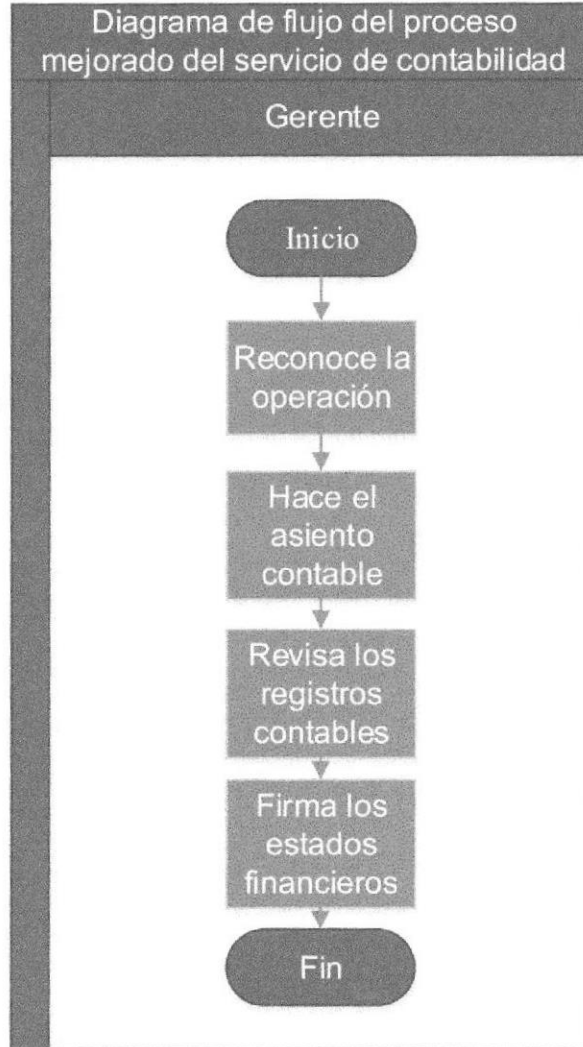 Diagrama de flujo del proceso
mejorado del servicio de contabilidad
Gerente
Inicio
Reconoce la
operación
Hace el
asiento
contable
Revisa los
registros
contables
Firma los
estados
financieros
Fin